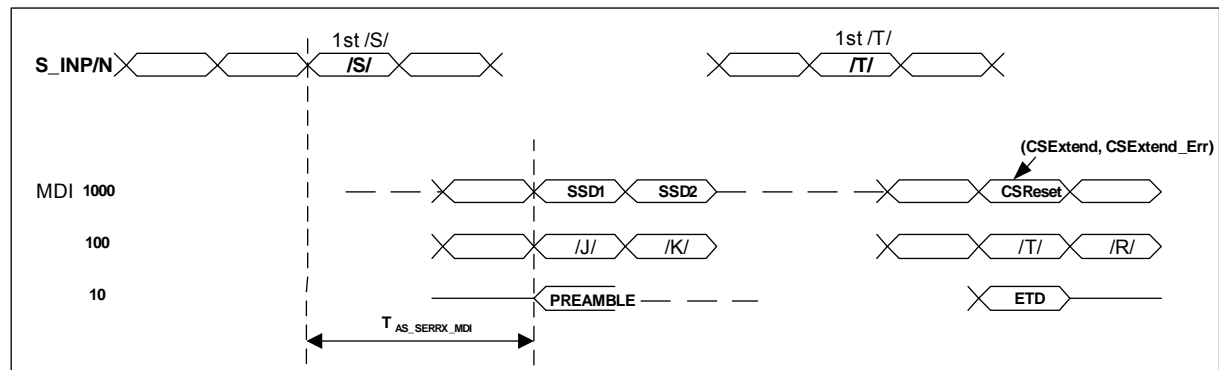 1st /S/ 1st /T/
S_INP/N /S/ /T/
(CSExtend, CSExtend_Err)
MDI 1000 SSD1 SSD2 CSReset
100 /J/ /K/ /T/ /R/
10 PREAMBLE ETD
T AS_SERRX_MDI